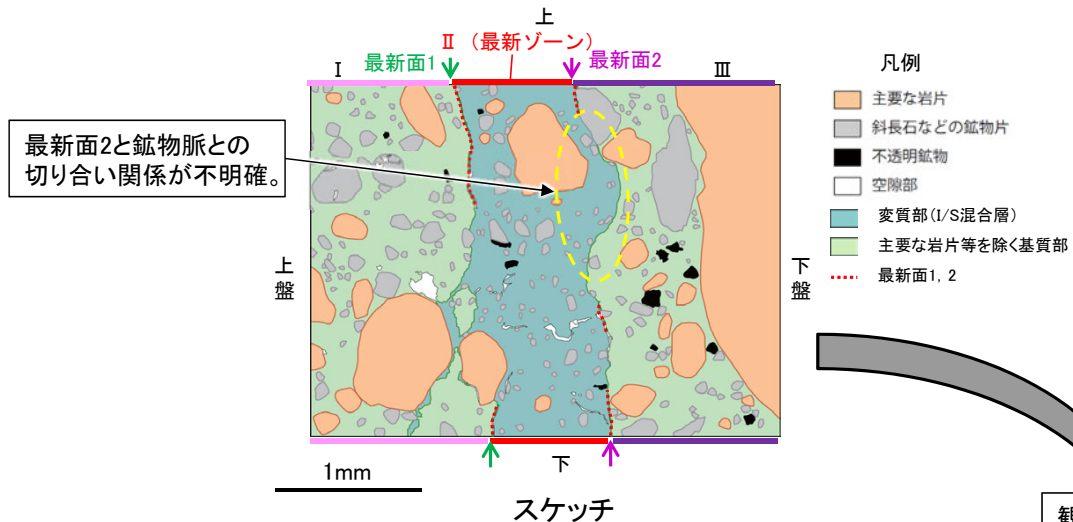 上
Ⅱ （最新ゾーン）
Ⅰ
最新面1
最新面2
Ⅲ
最新面2と鉱物脈との
切り合い関係が不明確。
上盤
下盤
下
1mm
スケッチ
凡例
主要な岩片
斜長石などの鉱物片
不透明鉱物
空隙部
変質部(I/S混合層)
主要な岩片等を除く基質部
最新面1, 2